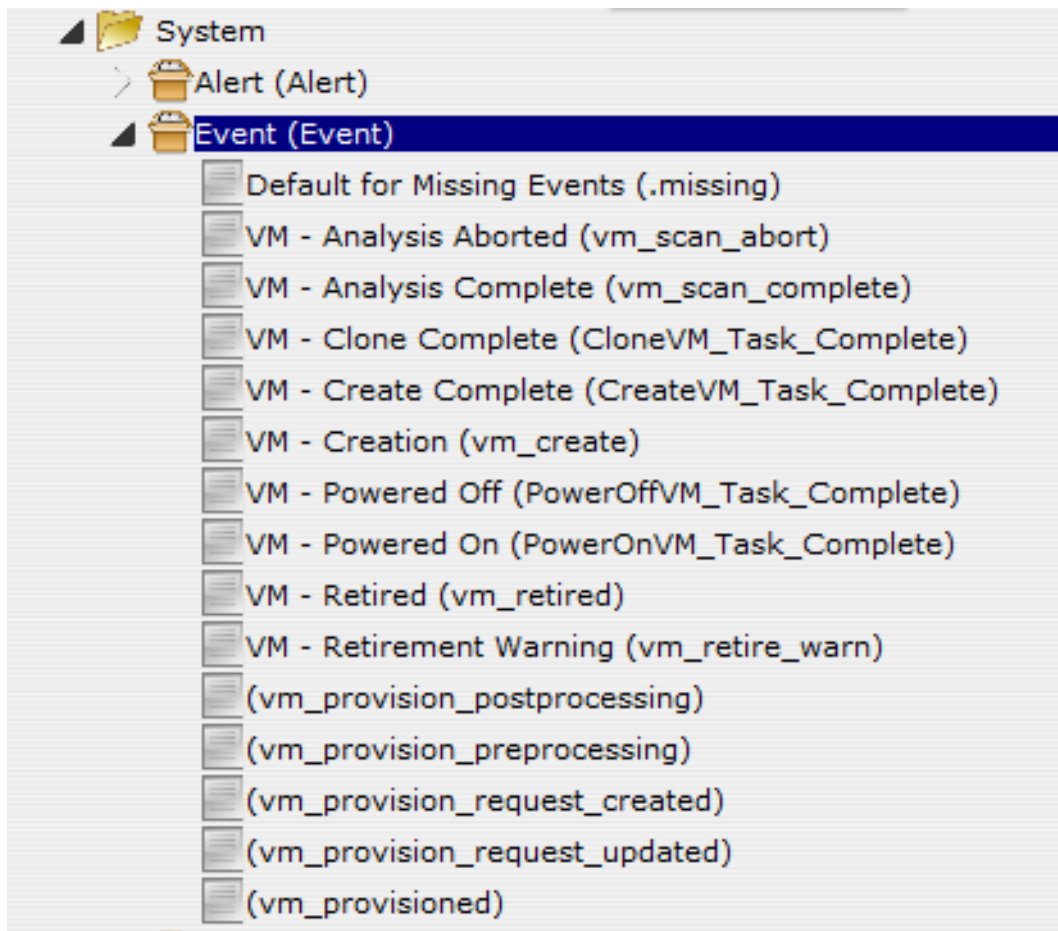 System
Alert (Alert)
Event (Event)
Default for Missing Events (.missing)
VM - Analysis Aborted (vm_scan_abort)
VM - Analysis Complete (vm_scan_complete)
VM - Clone Complete (CloneVM_Task_Complete)
VM - Create Complete (CreateVM_Task_Complete)
VM - Creation (vm_create)
VM - Powered Off (PowerOffVM_Task_Complete)
VM - Powered On (PowerOnVM_Task_Complete)
VM - Retired (vm_retired)
VM - Retirement Warning (vm_retire_warn)
(vm_provision_postprocessing)
(vm_provision_preprocessing)
(vm_provision_request_created)
(vm_provision_request_updated)
(vm_provisioned)